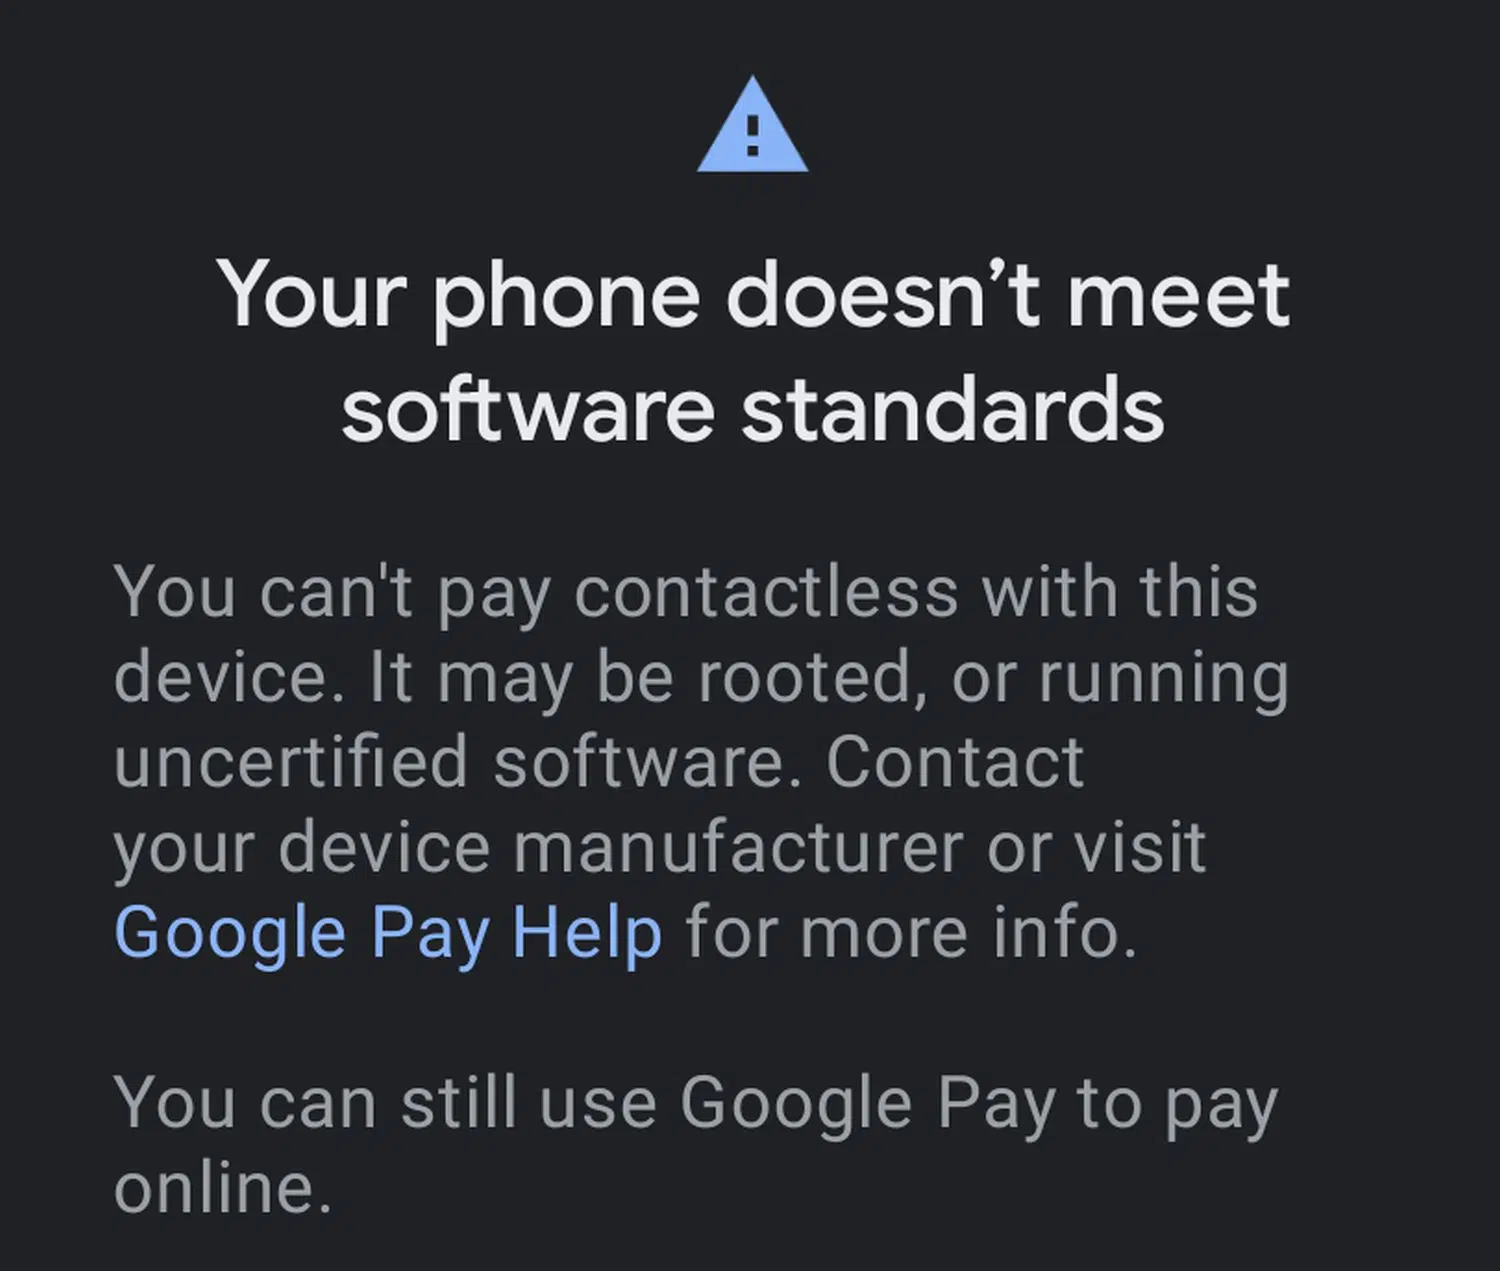 Your phone doesn’t meet
software standards
You can't pay contactless with this
device. It may be rooted, or running
uncertified software. Contact
your device manufacturer or visit
Google Pay Help for more info.
You can still use Google Pay to pay
online.